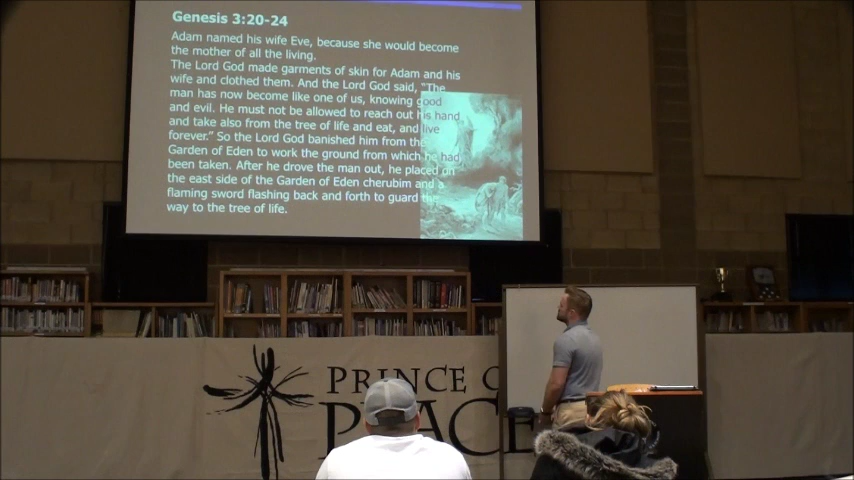 Genesis 3:20-24
Adam named his wife Eve, because she would become
the mother of all the living.
The Lord God made garments of skin for Adam and his
wife and clothed them. And the Lord God said, "The
man has now become like one of us, knowing good
and evil. He must not be allowed to reach out his hand
and take also from the tree of life and eat, and live
forever." So the Lord God banished him from the
Garden of Eden to work the ground from which he had
been taken. After he drove the man out, he placed on
the east side of the Garden of Eden cherubim and a
flaming sword flashing back and forth to guard the
way to the tree of life.
PRINCE
PEACE